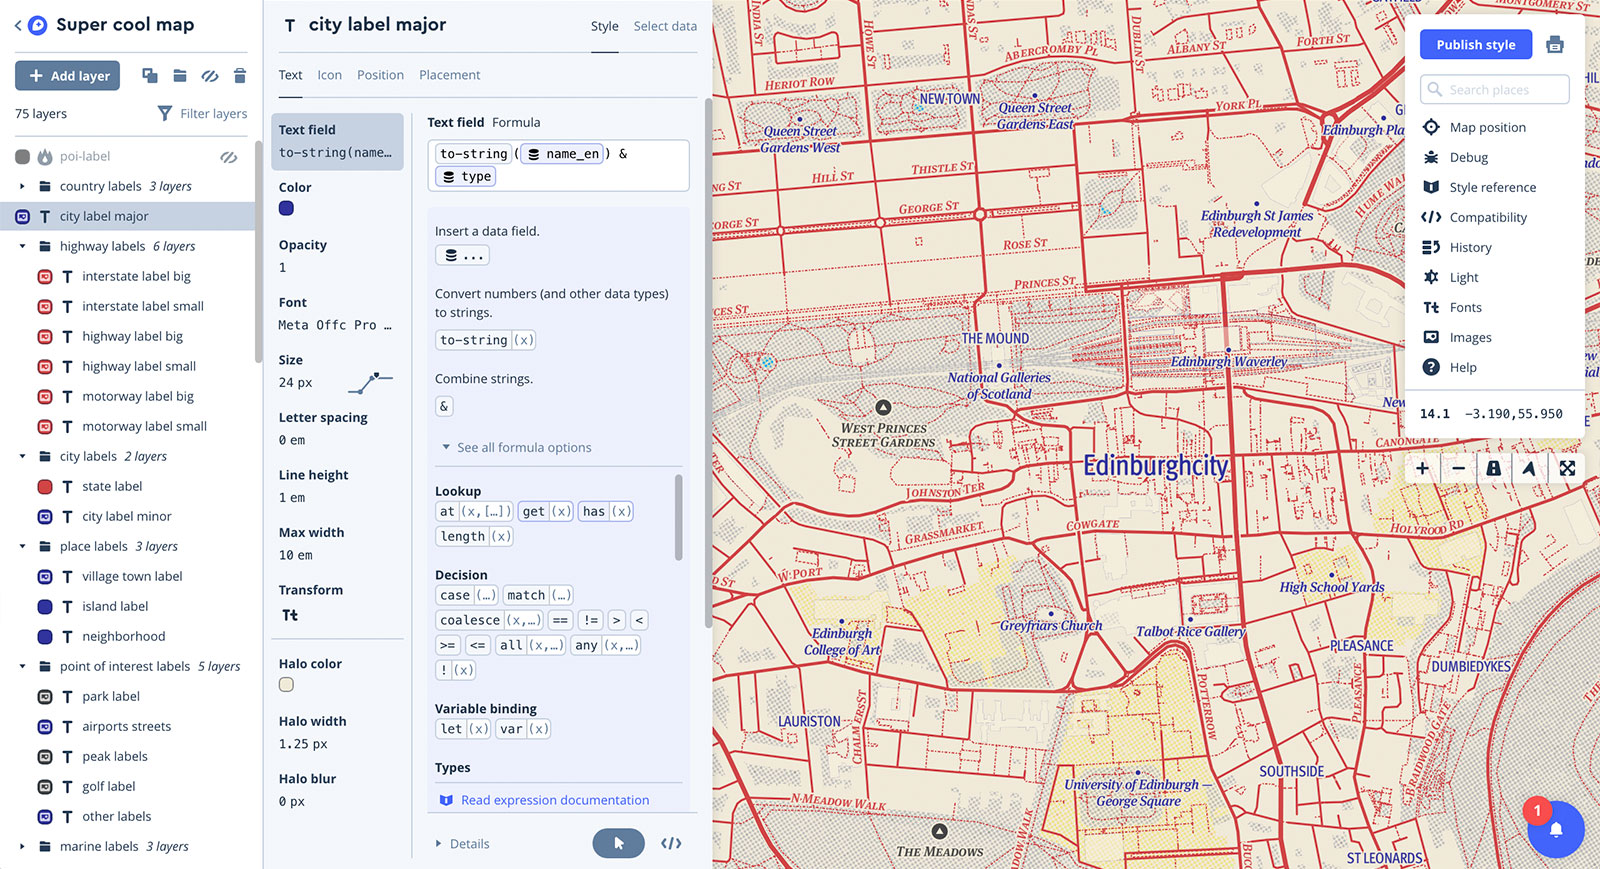 Super cool map
Add layer
75 layers
Filter layers
poi-label
country labels 3 layers
city label major
highway labels 6 layers
interstate label big
interstate label small
highway label big
highway label small
motorway label big
motorway label small
city labels 2 layers
state label
city label minor
place labels 3 layers
village town label
island label
neighborhood
point of interest labels 5 layers
park label
airports streets
peak labels
golf label
other labels
marine labels 3 layers
T city label major
Style
Select data
Text
Icon
Position
Placement
Text field
to-string(name…
Color
Opacity
1
Font
Meta Offc Pro …
Size
24 px
Letter spacing
0 em
Line height
1 em
Max width
10 em
Transform
Tt
Halo color
Halo width
1.25 px
Halo blur
0 px
Text field Formula
to-string ( name_en ) &
type
Insert a data field.
...
Convert numbers (and other data types)
to strings.
to-string (x)
Combine strings.
&
See all formula options
Lookup
at (x,[…]) get (x) has (x)
length (x)
Decision
case (…) match (…)
coalesce (x,…) == != > <
>= <= all (x,…) any (x,…)
! (x)
Variable binding
let (x) var (x)
Types
Read expression documentation
Details
</>
INDIA ST
HOWE ST
DUBLIN ST
ABERCROMBY PL
ALBANY ST
FORTH ST
MONTGOMERY ST
HERIOT ROW
NEW TOWN
Queen Street
Gardens East
YORK PL
Queen Street
Gardens West
Edinburgh Pla
THISTLE ST
HILL ST
NG ST
GEORGE ST
ORGE ST
Edinburgh St James
Redevelopment
ROSE ST
PRINCES ST
CES ST
THE MOUND
Edinburgh Waverley
National Galleries
of Scotland
WEST PRINCES
STREET GARDENS
New
CANONGATE
Edinburghcity
JOHNSTON TER
COWGATE
GRASSMARKET
HOLYROOD RD
W PORT
D ST
High School Yards
Greyfriars Church
Talbot Rice Gallery
Edinburgh
College of Art
PLEASANCE
DUMBIEDYKES
POTTERROW
PLEASANCE
LAURISTON
CHALMERS ST
BRAIDWOOD GATE
SOUTHSIDE
University of Edinburgh —
George Square
N MEADOW WALK
THE MEADOWS
DOW WALK
BUCC
ST LEONARDS
Publish style
Search places
Map position
Debug
Style reference
Compatibility
History
Light
Tt Fonts
Images
Help
14.1 −3.190,55.950
1